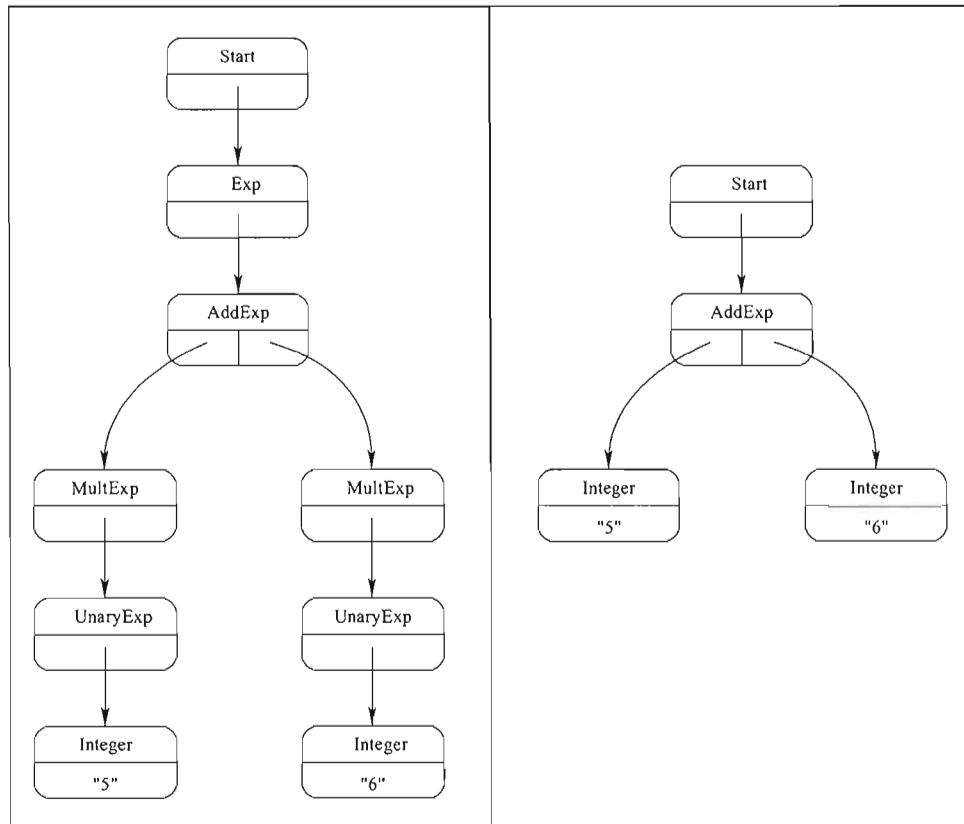 Start
Exp
AddExp
MultExp
MultExp
UnaryExp
UnaryExp
Integer
"5"
Integer
"6"
Start
AddExp
Integer
"5"
Integer
"6"